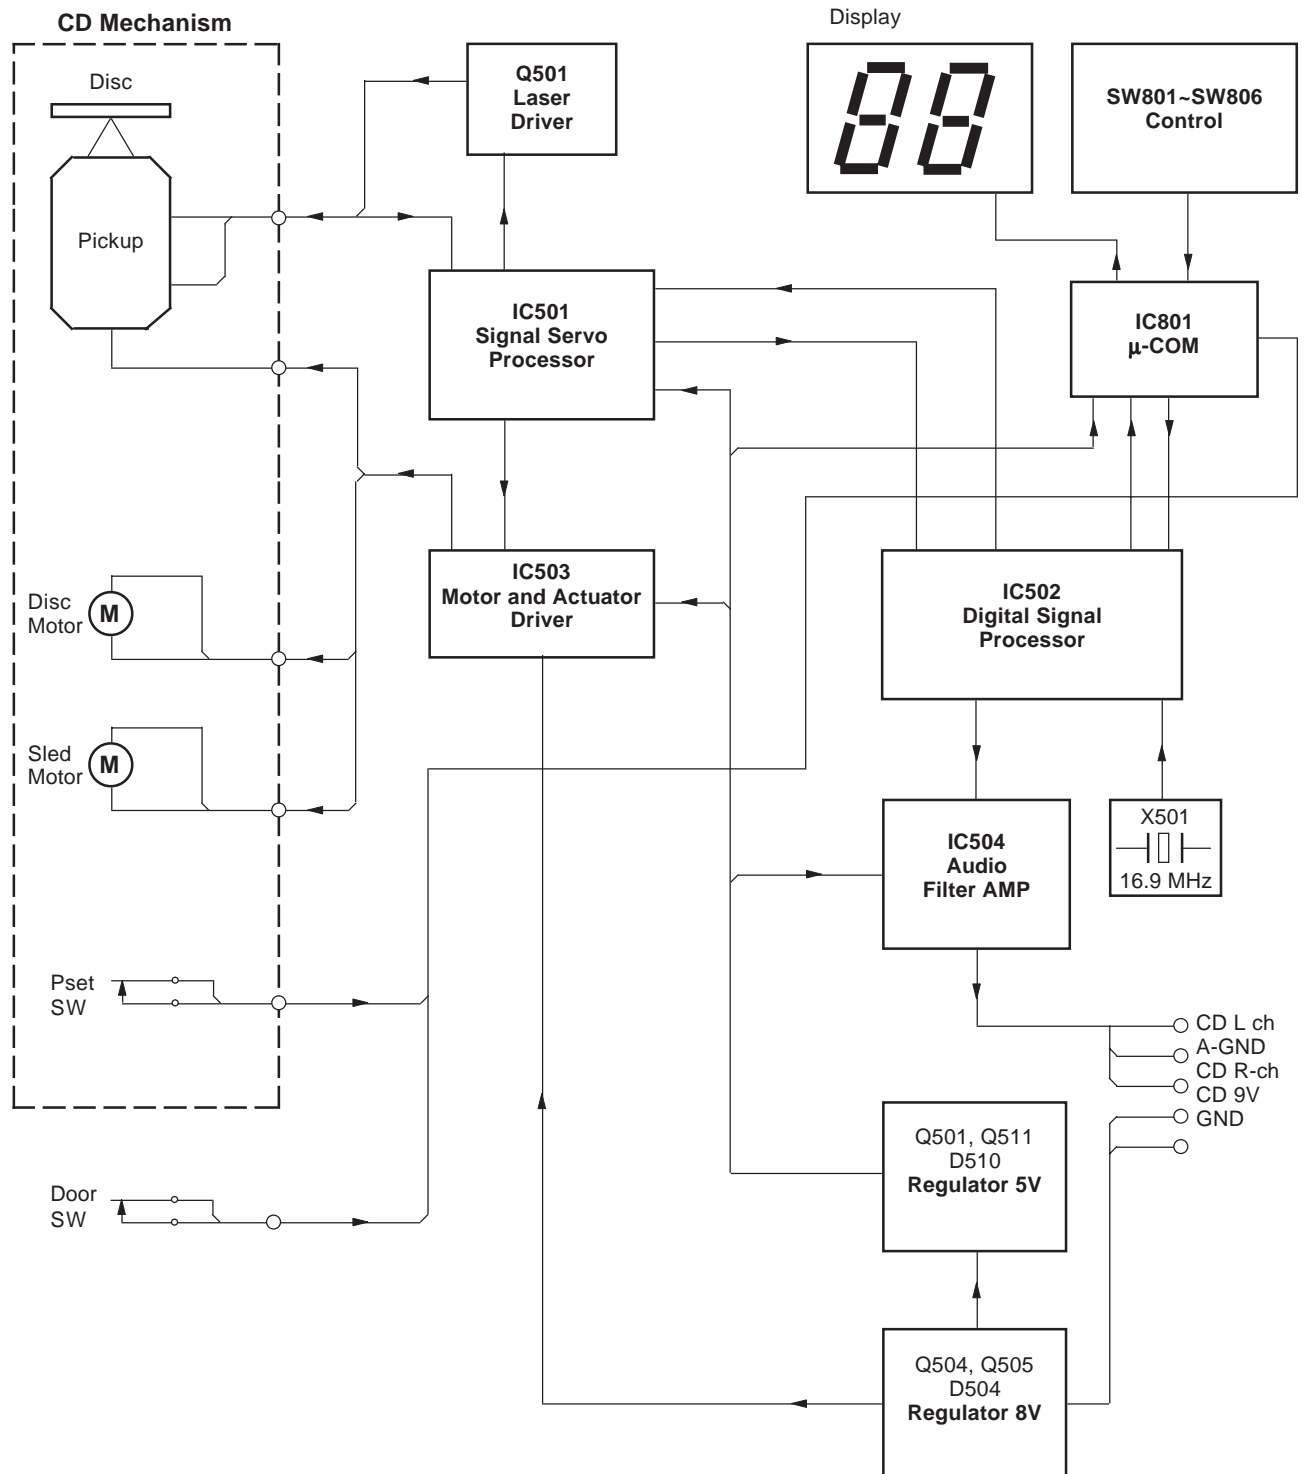 CD Mechanism
Display
Disc
Q501
Laser
Driver
SW801~SW806
Control
Pickup
IC501
Signal Servo
Processor
IC801
μ-COM
IC503
Motor and Actuator
Driver
IC502
Digital Signal
Processor
Disc
Motor
M
Sled
Motor
M
IC504
Audio
Filter AMP
X501
16.9 MHz
Pset
SW
CD L ch
A-GND
CD R-ch
CD 9V
GND
Q501, Q511
D510
Regulator 5V
Door
SW
Q504, Q505
D504
Regulator 8V